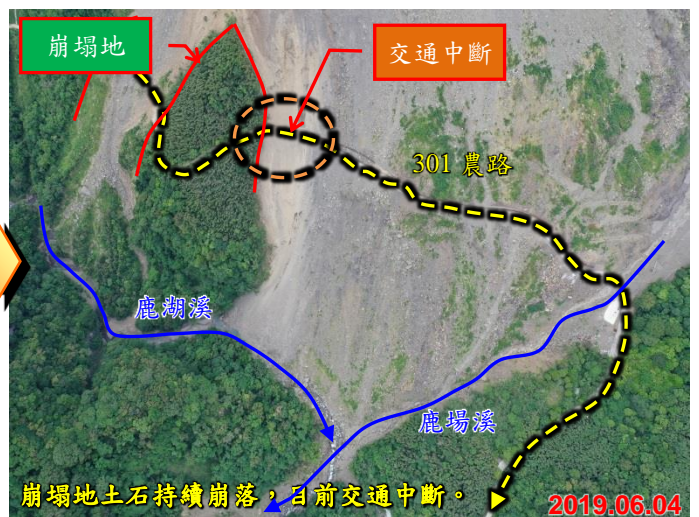 崩塌地
交通中斷
301 農路
鹿湖溪
鹿場溪
崩塌地土石持續崩落，目前交通中斷。
2019.06.04